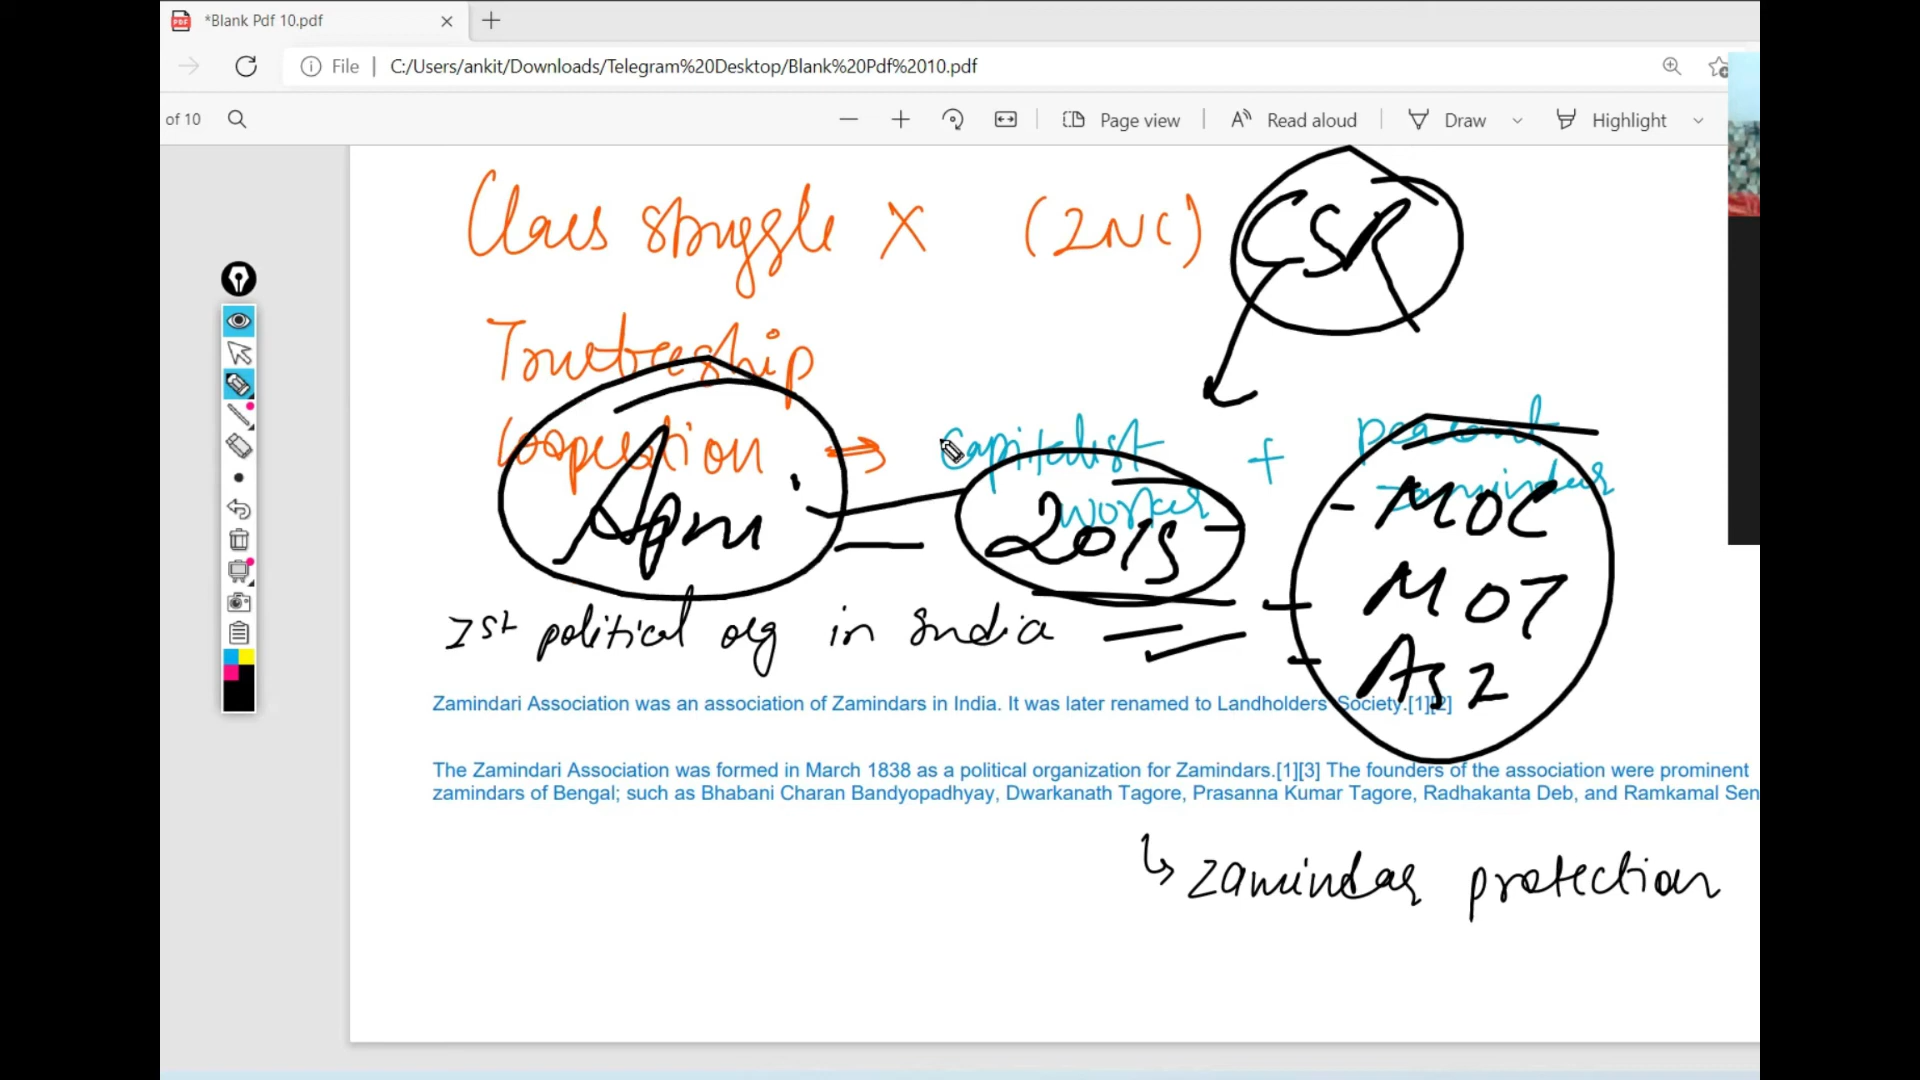 *Blank Pdf 10.pdf
File | C:/Users/ankit/Downloads/Telegram%20Desktop/Blank%20Pdf%2010.pdf
of 10 Page view Read aloud Draw Highlight
Class struggle X (INC) CSR
Trusteeship
Cooperation ⇒ Capitalist + peasant
worker zamindar
April 2015 - MOC
MOT
1st political org in India
Zamindari Association was an association of Zamindars in India. It was later renamed to Landholders' Society.[1][2]
The Zamindari Association was formed in March 1838 as a political organization for Zamindars.[1][3] The founders of the association were prominent
zamindars of Bengal; such as Bhabani Charan Bandyopadhyay, Dwarkanath Tagore, Prasanna Kumar Tagore, Radhakanta Deb, and Ramkamal Sen
↳ zamindar protection